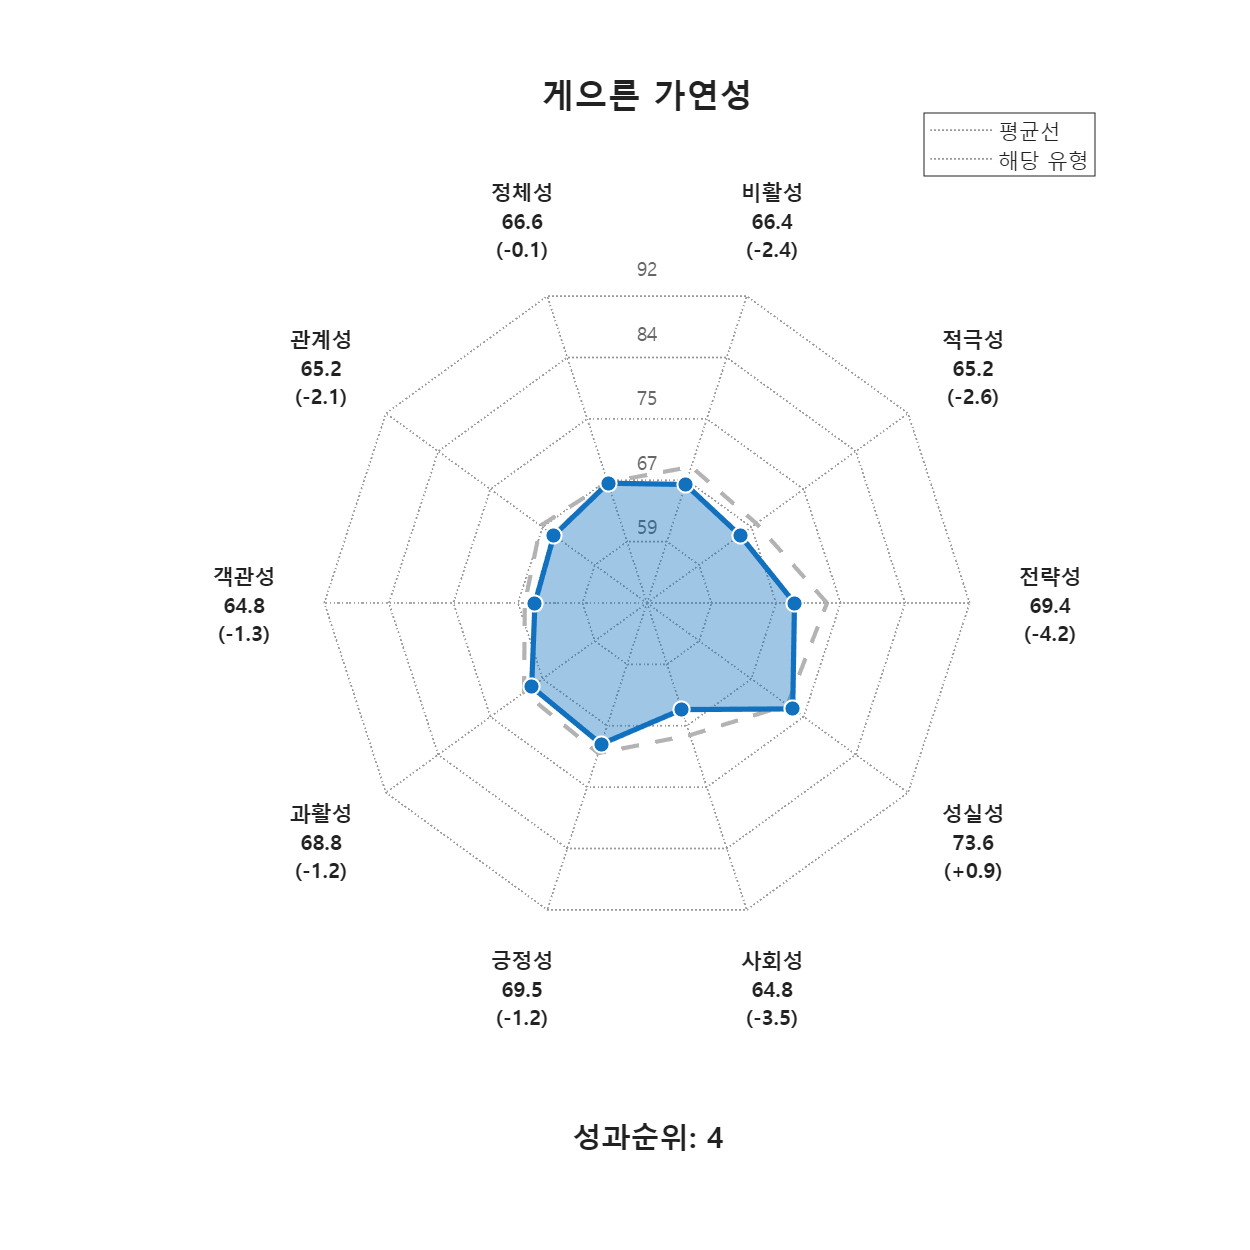 게으른 가연성
평균선
해당 유형
정체성
66.6
(-0.1)
비활성
66.4
(-2.4)
92
84
75
67
59
관계성
65.2
(-2.1)
적극성
65.2
(-2.6)
객관성
64.8
(-1.3)
전략성
69.4
(-4.2)
과활성
68.8
(-1.2)
성실성
73.6
(+0.9)
긍정성
69.5
(-1.2)
사회성
64.8
(-3.5)
성과순위: 4